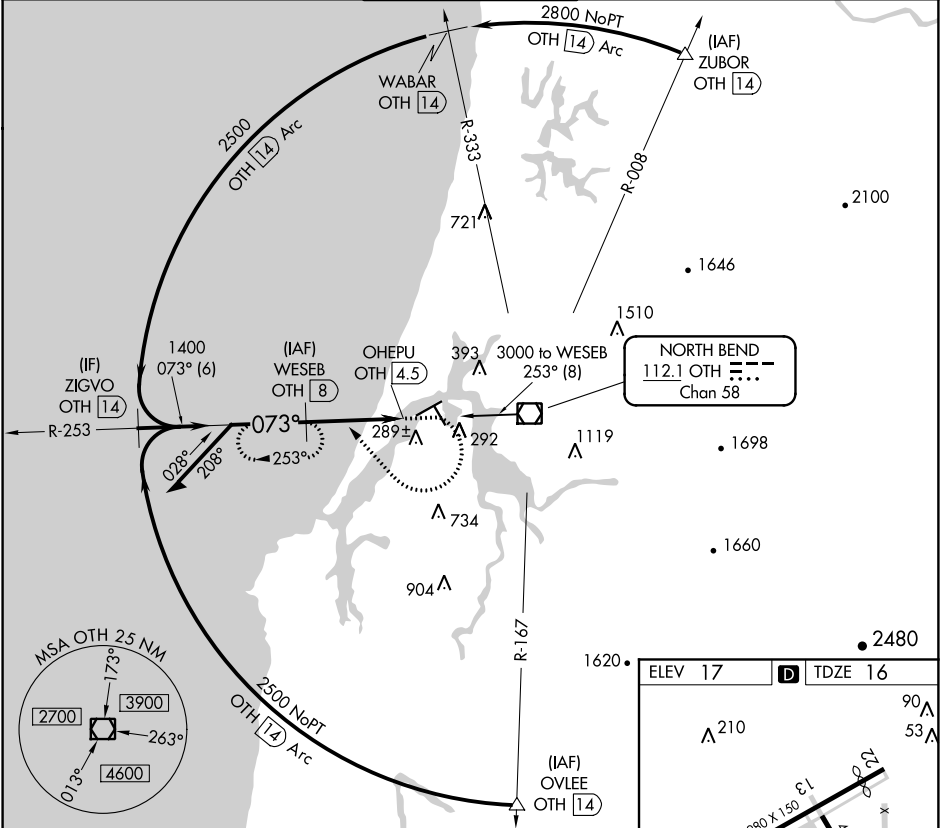 2800 NoPT
OTH 14 Arc
(IAF)
ZUBOR
OTH 14
WABAR
OTH 14
2500
OTH 14 Arc
R-333
R-008
2100
721
1646
1510
NORTH BEND
112.1 OTH
Chan 58
(IF)
ZIGVO
OTH 14
1400
073° (6)
(IAF)
WESEB
OTH 8
OHEPU
OTH 4.5
393
3000 to WESEB
253° (8)
R-253
073°
289±
292
1119
1698
028°
208°
253°
734
1660
904
R-167
2480
1620
MSA OTH 25 NM
173°
2700
3900
263°
013°
4600
2500 NoPT
OTH 14 Arc
(IAF)
OVLEE
OTH 14
ELEV 17
D
TDZE 16
90
53
210
22
13
080 X 150
X